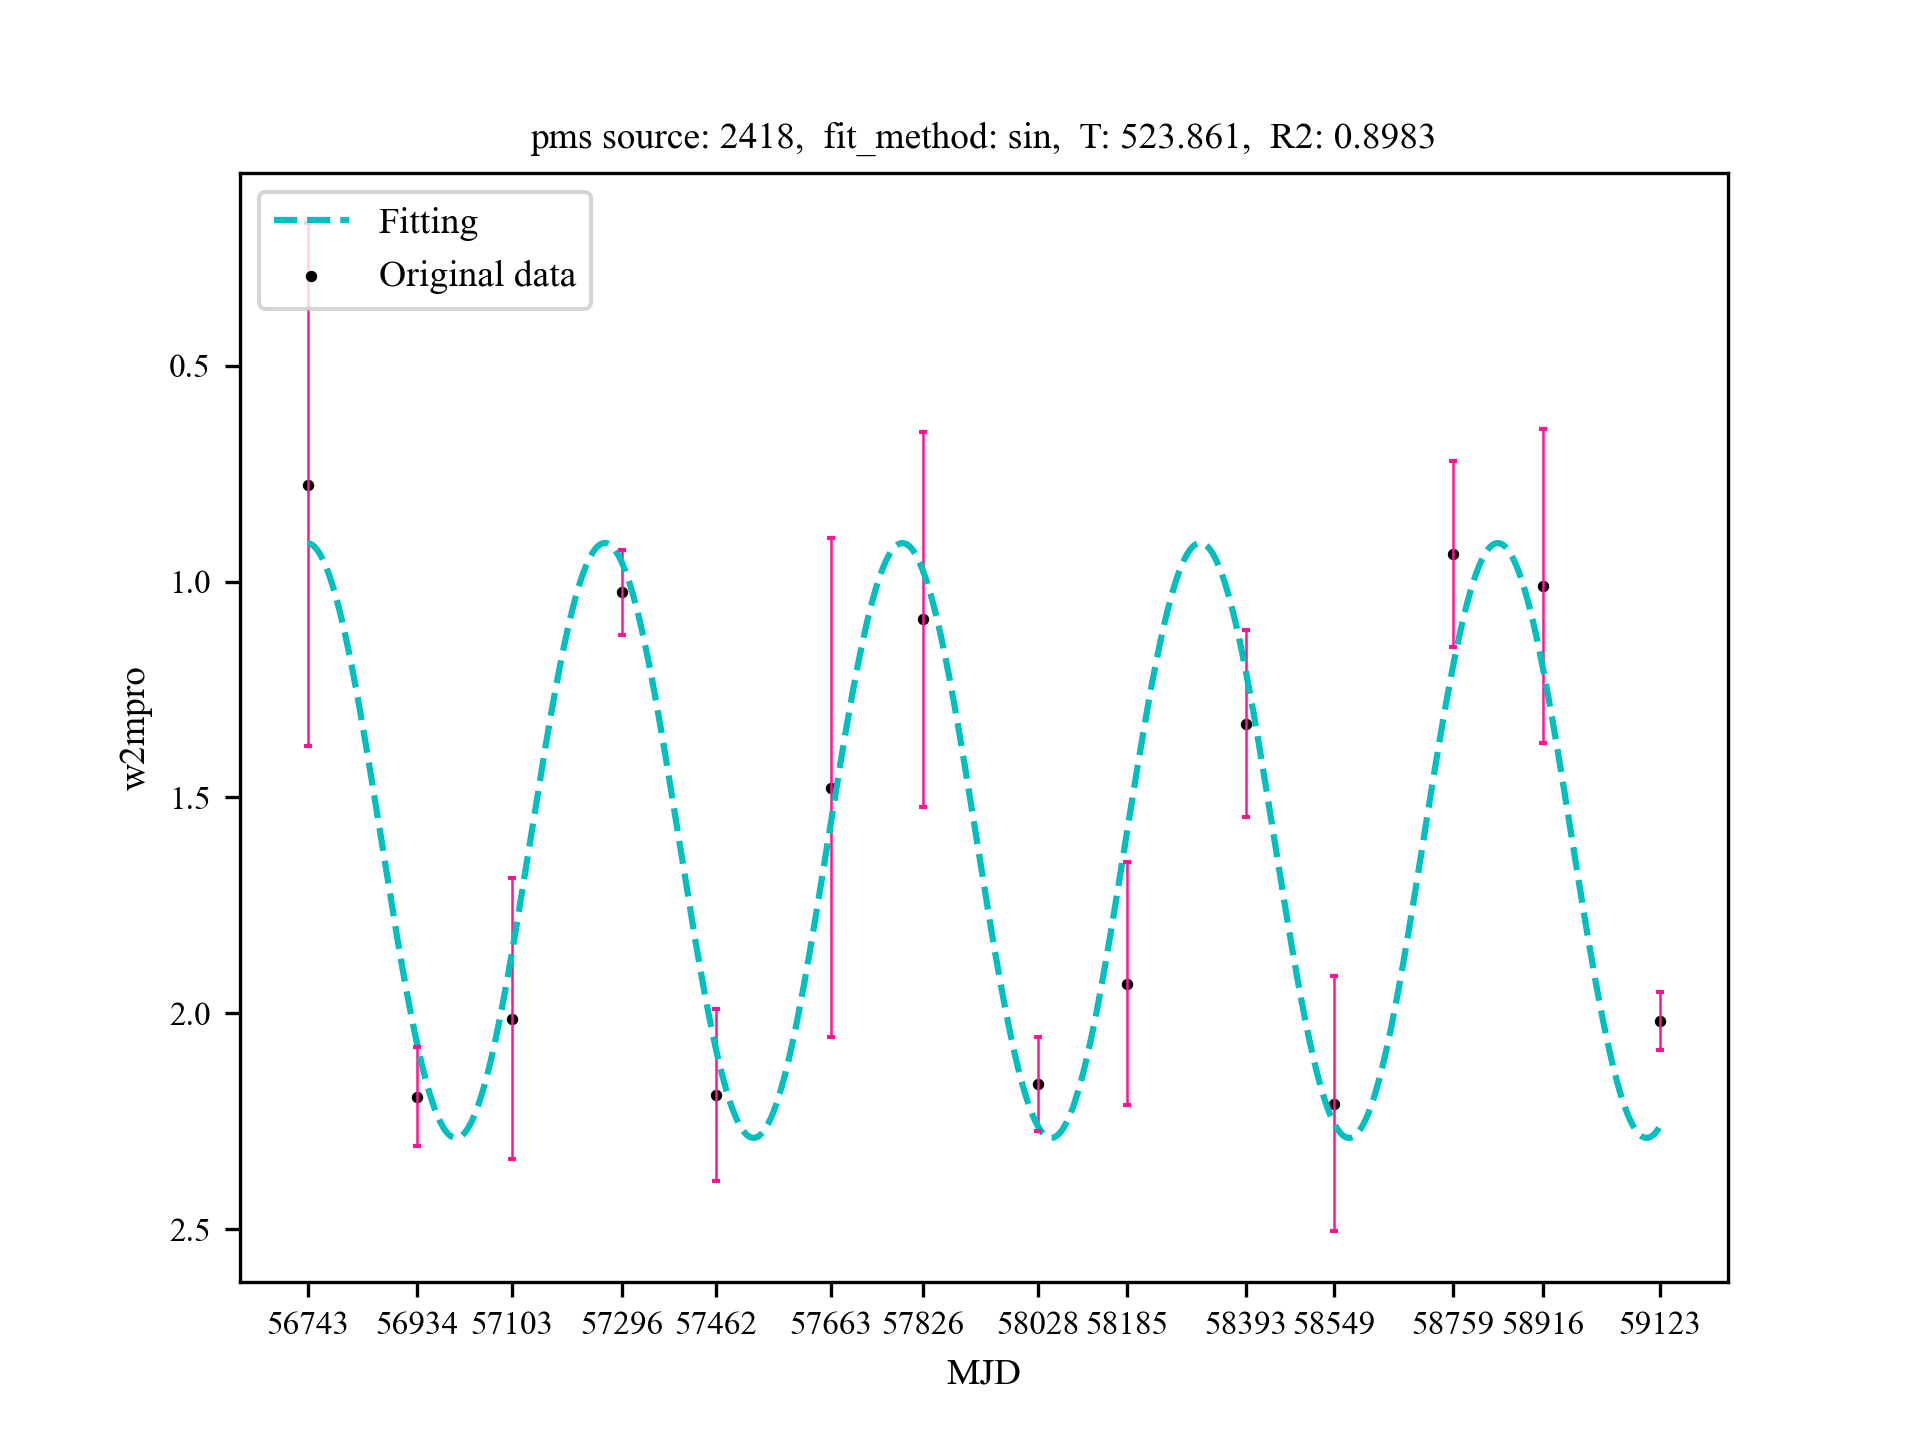 pms source: 2418,  fit_method: sin,  T: 523.861,  R2: 0.8983
Fitting
Original data
0.5
1.0
1.5
2.0
2.5
w2mpro
56743 56934 57103 57296 57462 57663 57826 58028 58185 58393 58549 58759 58916 59123
MJD